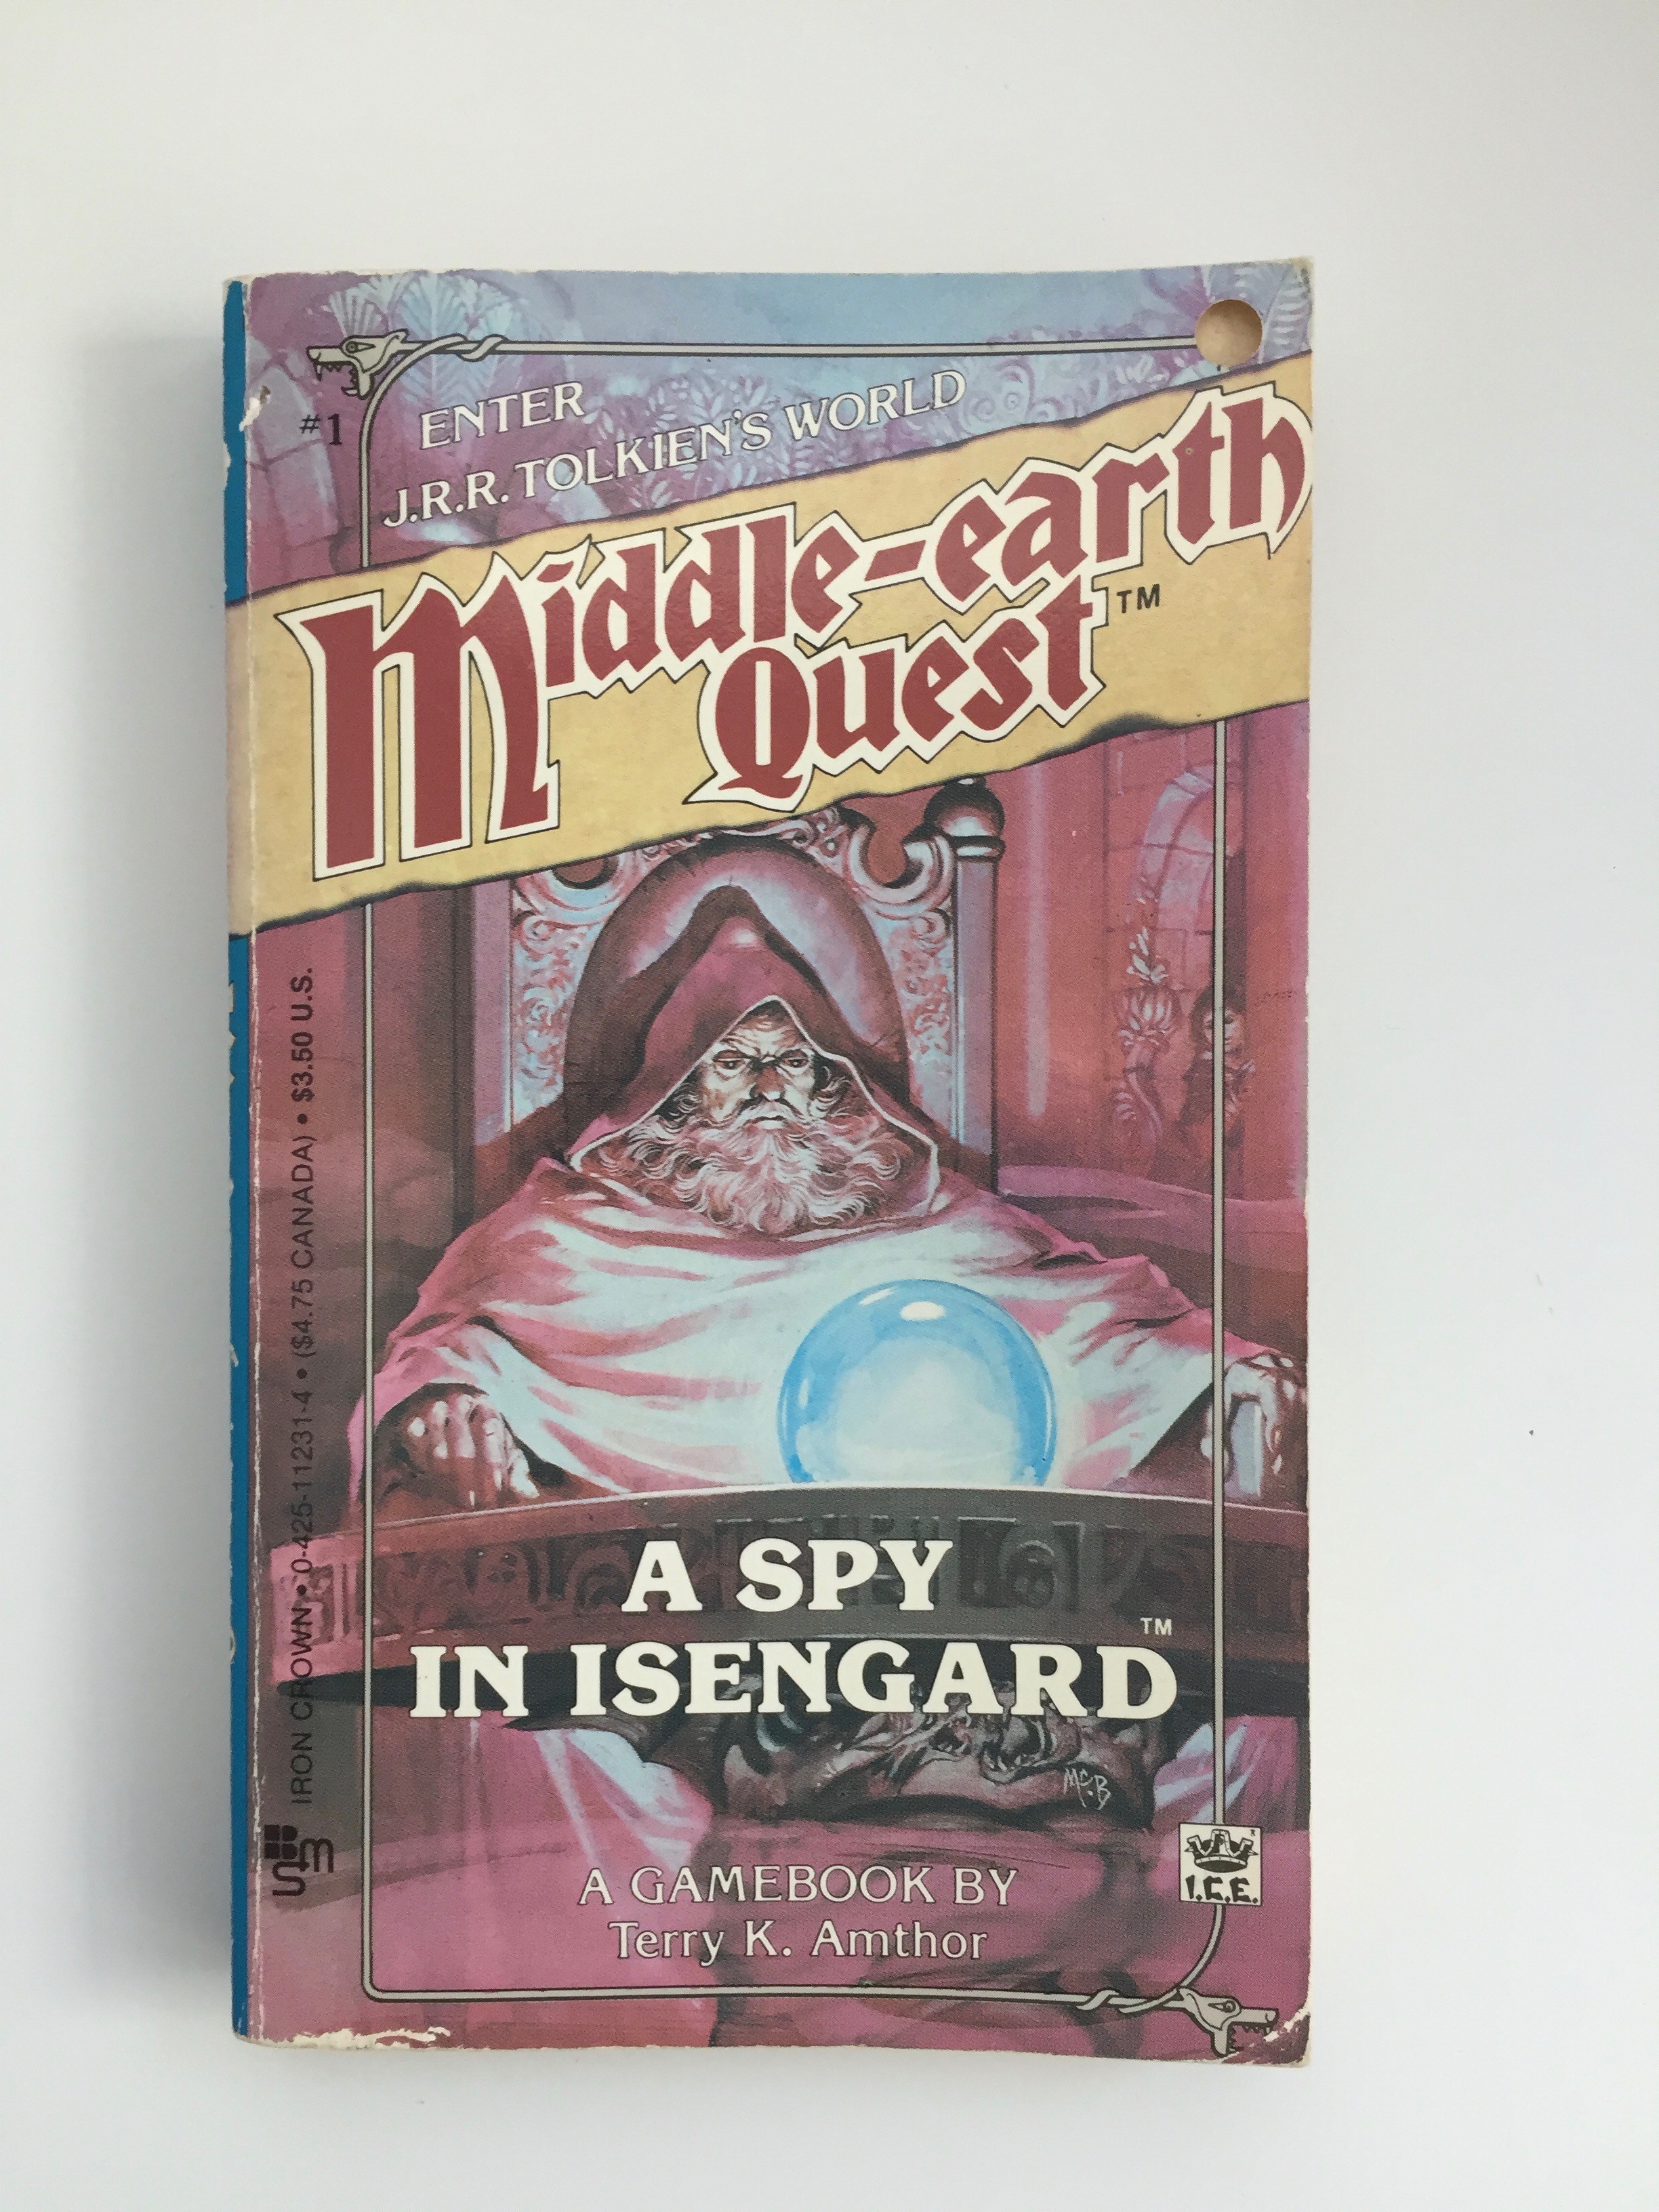 #1
ENTER
J.R.R. TOLKIEN'S WORLD
Middle-earth
Quest™
IRON CROWN • 0-425-11231-4 • ($4.75 CANADA) • $3.50 U.S.
A SPY
IN ISENGARD™
McB
I.C.E.
A GAMEBOOK BY
Terry K. Amthor